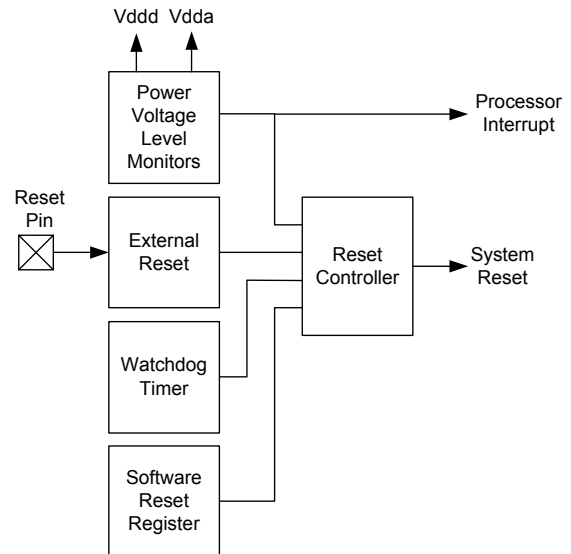 Vddd Vdda
Power
Voltage
Level
Monitors
Processor
Interrupt
Reset
Pin
External
Reset
Reset
Controller
System
Reset
Watchdog
Timer
Software
Reset
Register